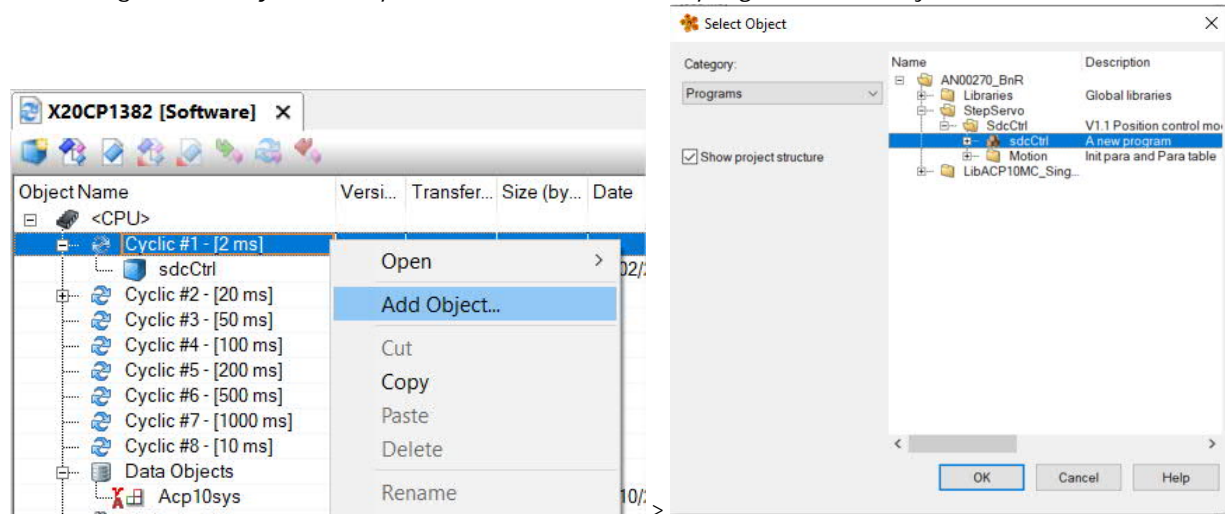 X20CP1382 [Software] X
Object Name Versi... Transfer... Size (by... Date
<CPU>
Cyclic #1 - [2 ms]
sdcCtrl 02/
Cyclic #2 - [20 ms]
Cyclic #3 - [50 ms]
Cyclic #4 - [100 ms]
Cyclic #5 - [200 ms]
Cyclic #6 - [500 ms]
Cyclic #7 - [1000 ms]
Cyclic #8 - [10 ms]
Data Objects
Acp10sys 10/
Open >
Add Object...
Cut
Copy
Paste
Delete
Rename
>
Select Object
Category:
Programs
Show project structure
Name Description
AN00270_BnR
Libraries Global libraries
StepServo
SdcCtrl V1.1 Position control mo
sdcCtrl A new program
Motion Init para and Para table
LibACP10MC_Sing...
OK Cancel Help